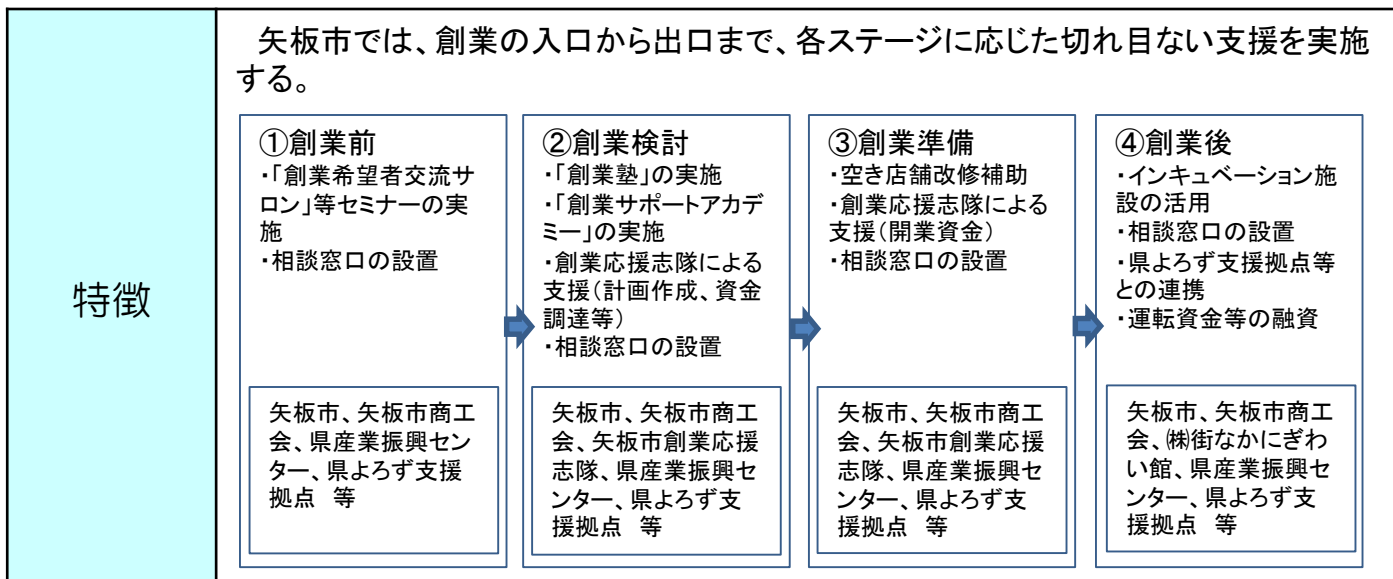 特徴
矢板市では、創業の入口から出口まで、各ステージに応じた切れ目ない支援を実施
する。
①創業前
・「創業希望者交流サ
ロン」等セミナーの実
施
・相談窓口の設置
矢板市、矢板市商工
会、県産業振興セン
ター、県よろず支援
拠点　等
②創業検討
・「創業塾」の実施
・「創業サポートアカデ
ミー」の実施
・創業応援志隊による
支援（計画作成、資金
調達等）
・相談窓口の設置
矢板市、矢板市商工
会、矢板市創業応援
志隊、県産業振興セ
ンター、県よろず支
援拠点　等
③創業準備
・空き店舗改修補助
・創業応援志隊による
支援（開業資金）
・相談窓口の設置
矢板市、矢板市商工
会、矢板市創業応援
志隊、県産業振興セ
ンター、県よろず支
援拠点　等
④創業後
・インキュベーション施
設の活用
・相談窓口の設置
・県よろず支援拠点等
との連携
・運転資金等の融資
矢板市、矢板市商工
会、㈱街なかにぎわ
い館、県産業振興セ
ンター、県よろず支
援拠点　等